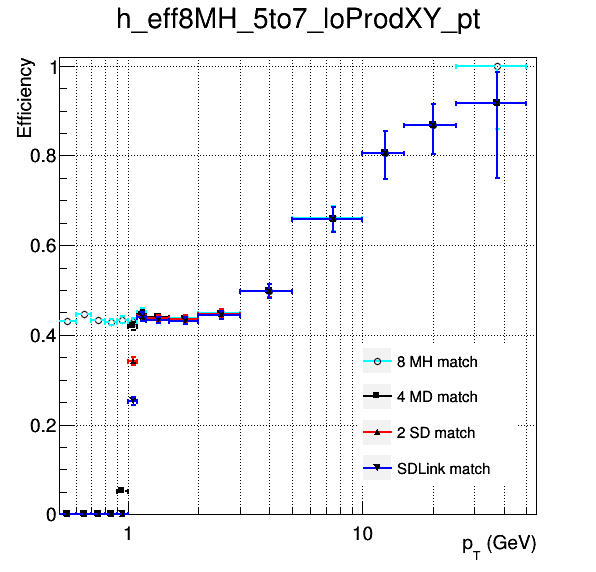 h_eff8MH_5to7_loProdXY_pt
Efficiency
1
0.8
0.6
0.4
0.2
0
8 MH match
4 MD match
2 SD match
SDLink match
1
10
p_T (GeV)